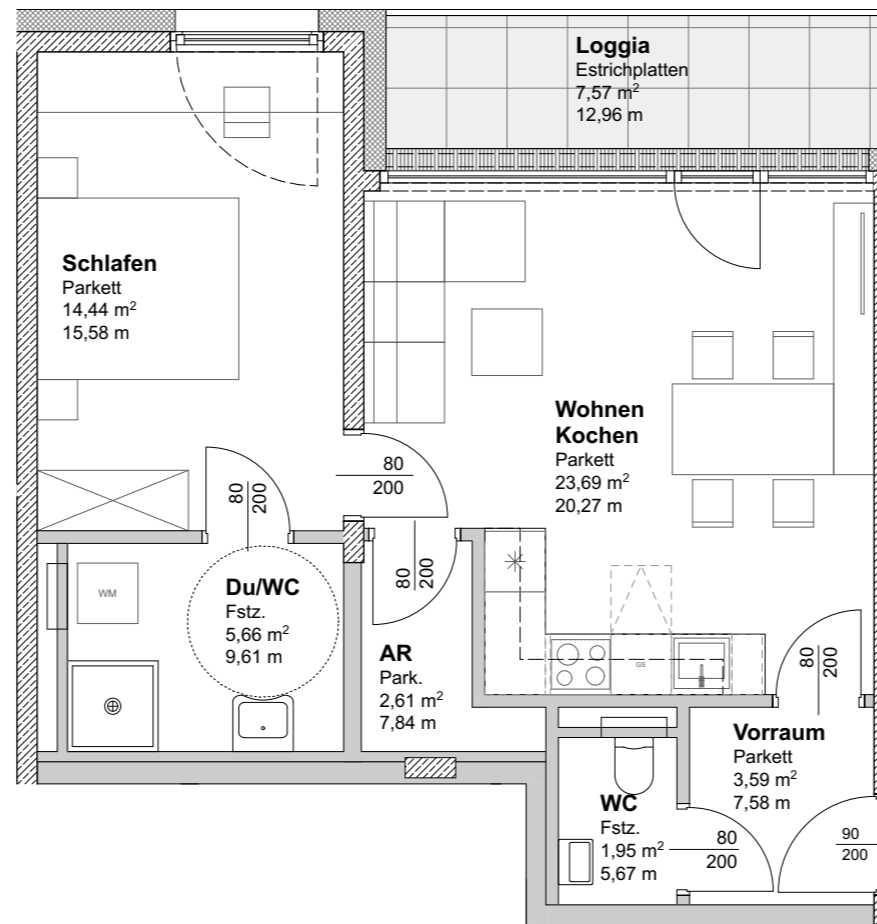 Loggia
Estrichplatten
7,57 m²
12,96 m
Schlafen
Parkett
14,44 m²
15,58 m
Wohnen
Kochen
Parkett
23,69 m²
20,27 m
80
200
80
200
80
200
WM
Du/WC
Fstz.
5,66 m²
9,61 m
AR
Park.
2,61 m²
7,84 m
GS
80
200
Vorraum
Parkett
3,59 m²
7,58 m
WC
Fstz.
1,95 m²
5,67 m
80
200
90
200